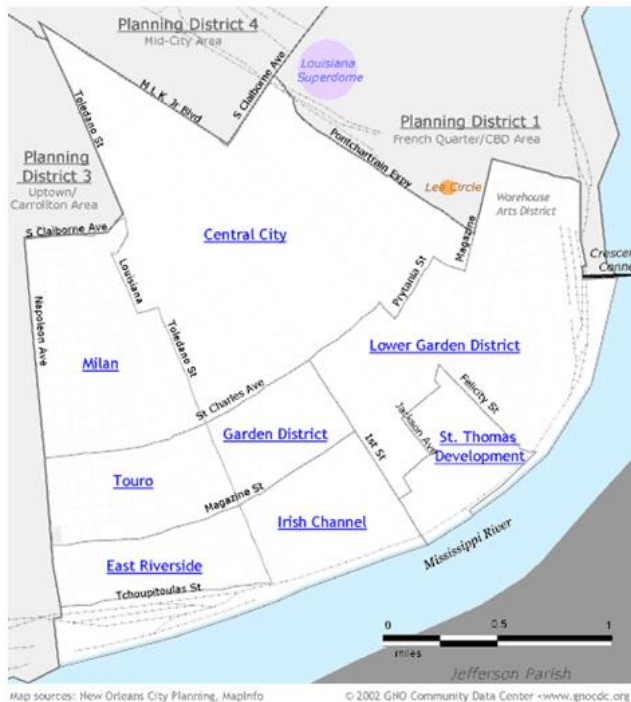 Planning District 4
Mid-City Area
Louisiana
Superdome
S Claiborne Ave
M L K Jr Blvd
Toledano St
Planning District 1
French Quarter/CBD Area
Pontchartrain Expy
Planning
District 3
Uptown/
Carrollton Area
Lee Circle
Warehouse
Arts District
Magazine
S Claiborne Ave
Central City
Crescent
Conne
Louisiana
Prytania St
Napoleon Ave
Toledano St
Milan
Lower Garden District
St Charles Ave
Felicity St
Jackson Ave
Garden District
1st St
St. Thomas
Development
Touro
Magazine St
Irish Channel
East Riverside
Mississippi River
Tchoupitoulas St
0
0.5
1
miles
Jefferson Parish
Map sources: New Orleans City Planning, MapInfo
© 2002 GNO Community Data Center •www.gnocdc.org